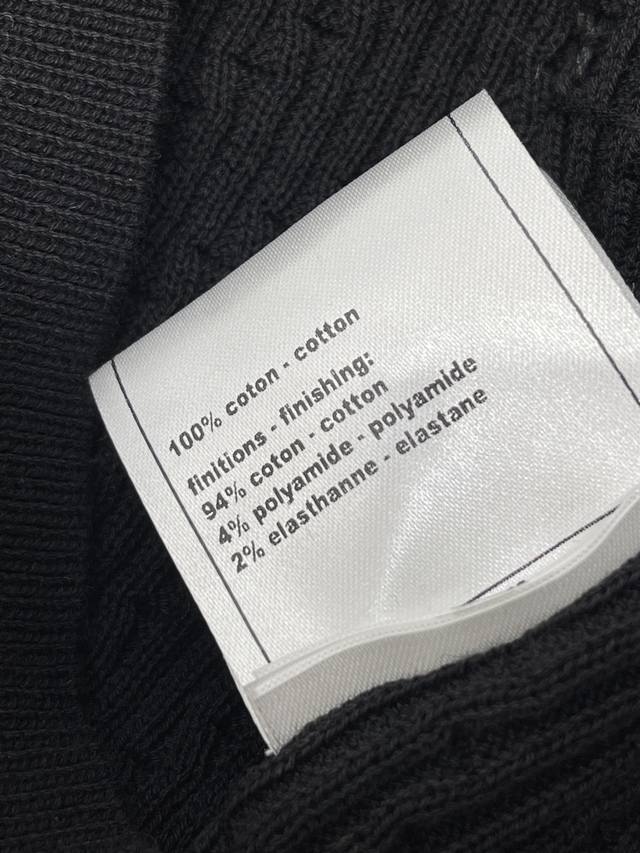 100% coton - cotton
finitions - finishing:
94% coton - cotton
4% polyamide - polyamide
2% elasthanne - elastane